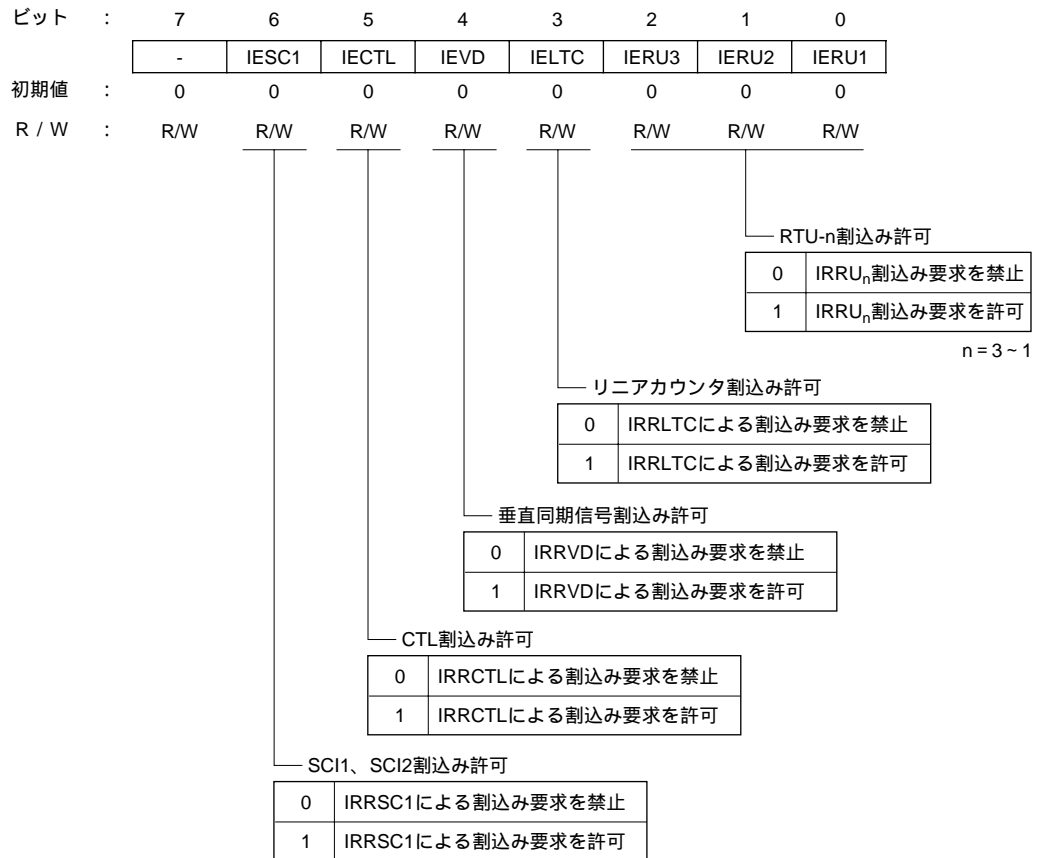 ビット : 7 6 5 4 3 2 1 0
- IESC1 IECTL IEVD IELTC IERU3 IERU2 IERU1
初期値 : 0 0 0 0 0 0 0 0
R / W : R/W R/W R/W R/W R/W R/W R/W R/W
RTU-n割込み許可
0 IRRUn割込み要求を禁止
1 IRRUn割込み要求を許可
n = 3 ~ 1
リニアカウンタ割込み許可
0 IRRLTCによる割込み要求を禁止
1 IRRLTCによる割込み要求を許可
垂直同期信号割込み許可
0 IRRVDによる割込み要求を禁止
1 IRRVDによる割込み要求を許可
CTL割込み許可
0 IRRCTLによる割込み要求を禁止
1 IRRCTLによる割込み要求を許可
SCI1、SCI2割込み許可
0 IRRSC1による割込み要求を禁止
1 IRRSC1による割込み要求を許可